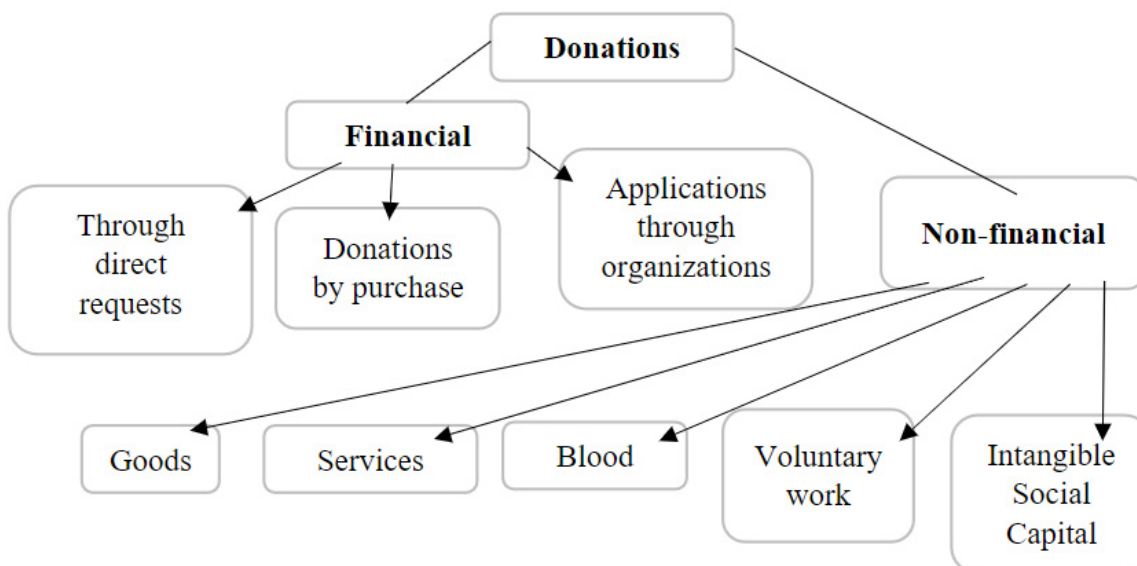 Donations
Financial
Through
direct
requests
Donations
by purchase
Applications
through
organizations
Non-financial
Goods
Services
Blood
Voluntary
work
Intangible
Social
Capital